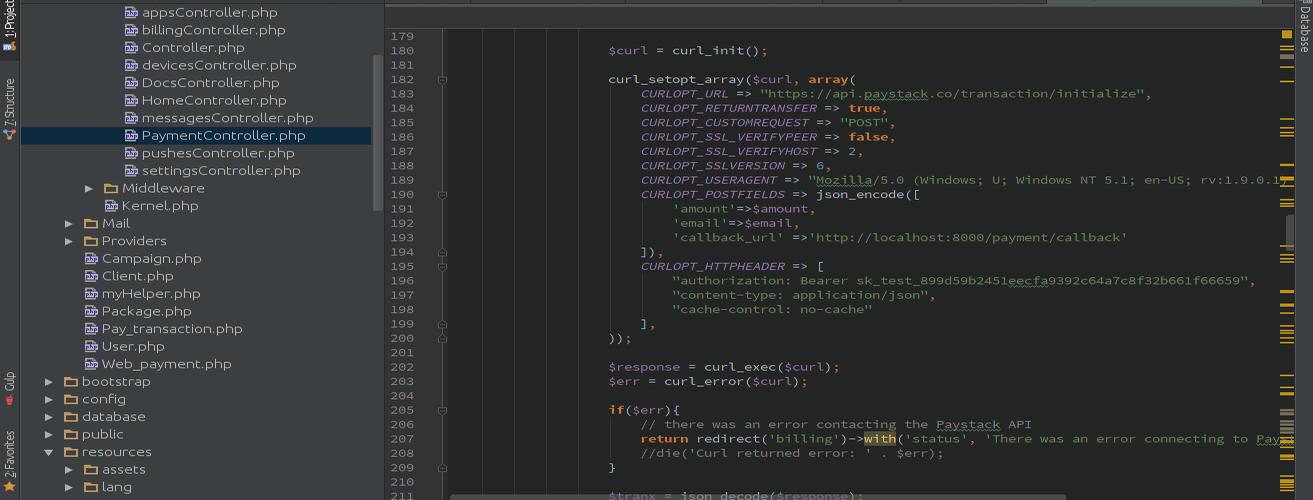 1: Project
7: Structure
Gulp
2: Favorites
appsController.php
billingController.php
Controller.php
devicesController.php
DocsController.php
HomeController.php
messagesController.php
PaymentController.php
pushesController.php
settingsController.php
Middleware
Kernel.php
Mail
Providers
Campaign.php
Client.php
myHelper.php
Package.php
Pay_transaction.php
User.php
Web_payment.php
bootstrap
config
database
public
resources
assets
lang
179
180 $curl = curl_init();
181
182 curl_setopt_array($curl, array(
183 CURLOPT_URL => "https://api.paystack.co/transaction/initialize",
184 CURLOPT_RETURNTRANSFER => true,
185 CURLOPT_CUSTOMREQUEST => "POST",
186 CURLOPT_SSL_VERIFYPEER => false,
187 CURLOPT_SSL_VERIFYHOST => 2,
188 CURLOPT_SSLVERSION => 6,
189 CURLOPT_USERAGENT => "Mozilla/5.0 (Windows; U; Windows NT 5.1; en-US; rv:1.9.0.1)
190 CURLOPT_POSTFIELDS => json_encode([
191 'amount'=>$amount,
192 'email'=>$email,
193 'callback_url' =>'http://localhost:8000/payment/callback'
194 ]),
195 CURLOPT_HTTPHEADER => [
196 "authorization: Bearer sk_test_899d59b2451eecfa9392c64a7c8f32b661f66659",
197 "content-type: application/json",
198 "cache-control: no-cache"
199 ],
200 ));
201
202 $response = curl_exec($curl);
203 $err = curl_error($curl);
204
205 if($err){
206 // there was an error contacting the Paystack API
207 return redirect('billing')->with('status', 'There was an error connecting to Pays
208 //die('Curl returned error: ' . $err);
209 }
210
211 $tranx = json_decode($response);
Database